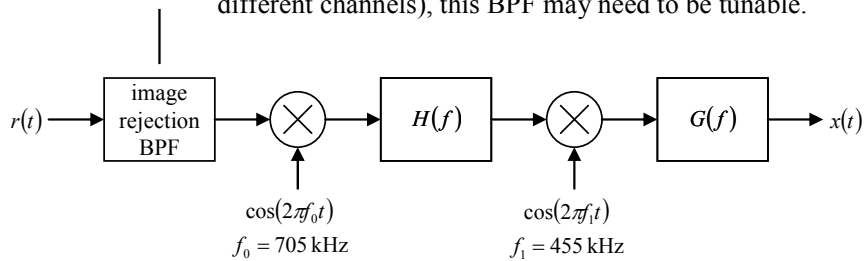 different channels), this BPF may need to be tunable.
r(t)
image
rejection
BPF
H(f)
G(f)
x(t)
cos(2πf₀t)
f₀ = 705 kHz
cos(2πf₁t)
f₁ = 455 kHz